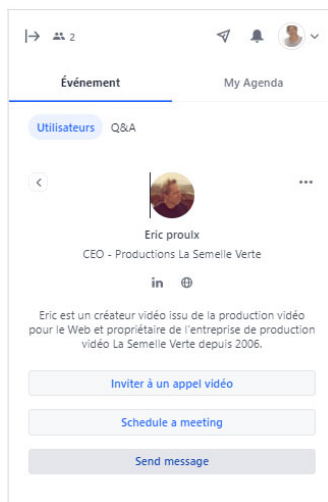 2
Événement My Agenda
Utilisateurs Q&A
Eric proulx
CEO - Productions La Semelle Verte
in
Eric est un créateur vidéo issu de la production vidéo
pour le Web et propriétaire de l'entreprise de production
vidéo La Semelle Verte depuis 2006.
Inviter à un appel vidéo
Schedule a meeting
Send message